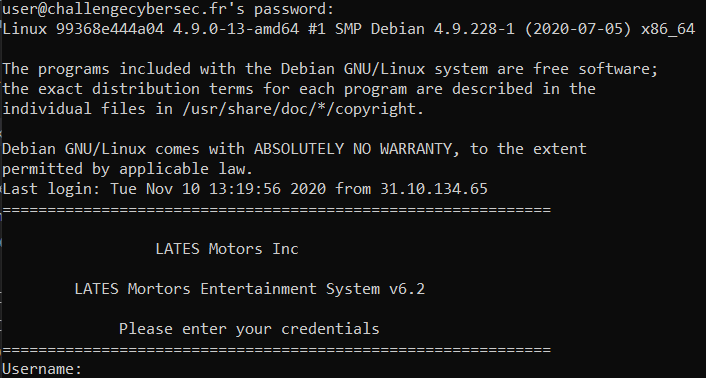 user@challengecybersec.fr's password:
Linux 99368e444a04 4.9.0-13-amd64 #1 SMP Debian 4.9.228-1 (2020-07-05) x86_64
The programs included with the Debian GNU/Linux system are free software;
the exact distribution terms for each program are described in the
individual files in /usr/share/doc/*/copyright.
Debian GNU/Linux comes with ABSOLUTELY NO WARRANTY, to the extent
permitted by applicable law.
Last login: Tue Nov 10 13:19:56 2020 from 31.10.134.65
=============================================================
LATES Motors Inc
LATES Mortors Entertainment System v6.2
Please enter your credentials
=============================================================
Username: